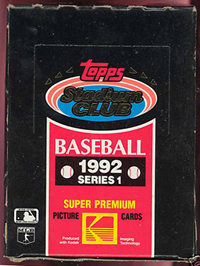 Topps
Stadium
CLUB
BASEBALL
1992
SERIES 1
SUPER PREMIUM
PICTURE CARDS
Produced Imaging
with Kodak Technology